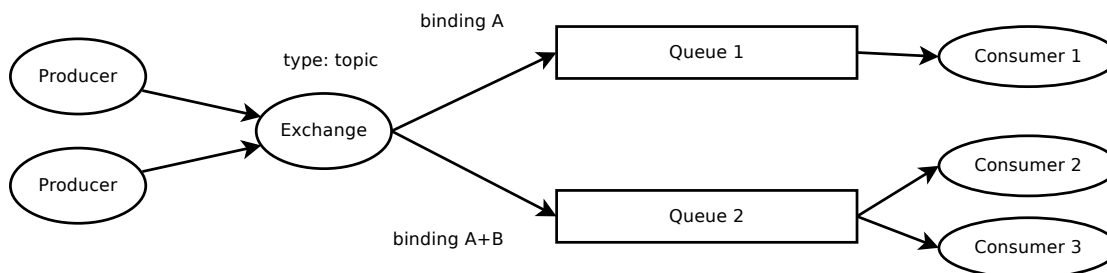 binding A
Queue 1
Consumer 1
type: topic
Producer
Exchange
Consumer 2
Producer
Queue 2
binding A+B
Consumer 3